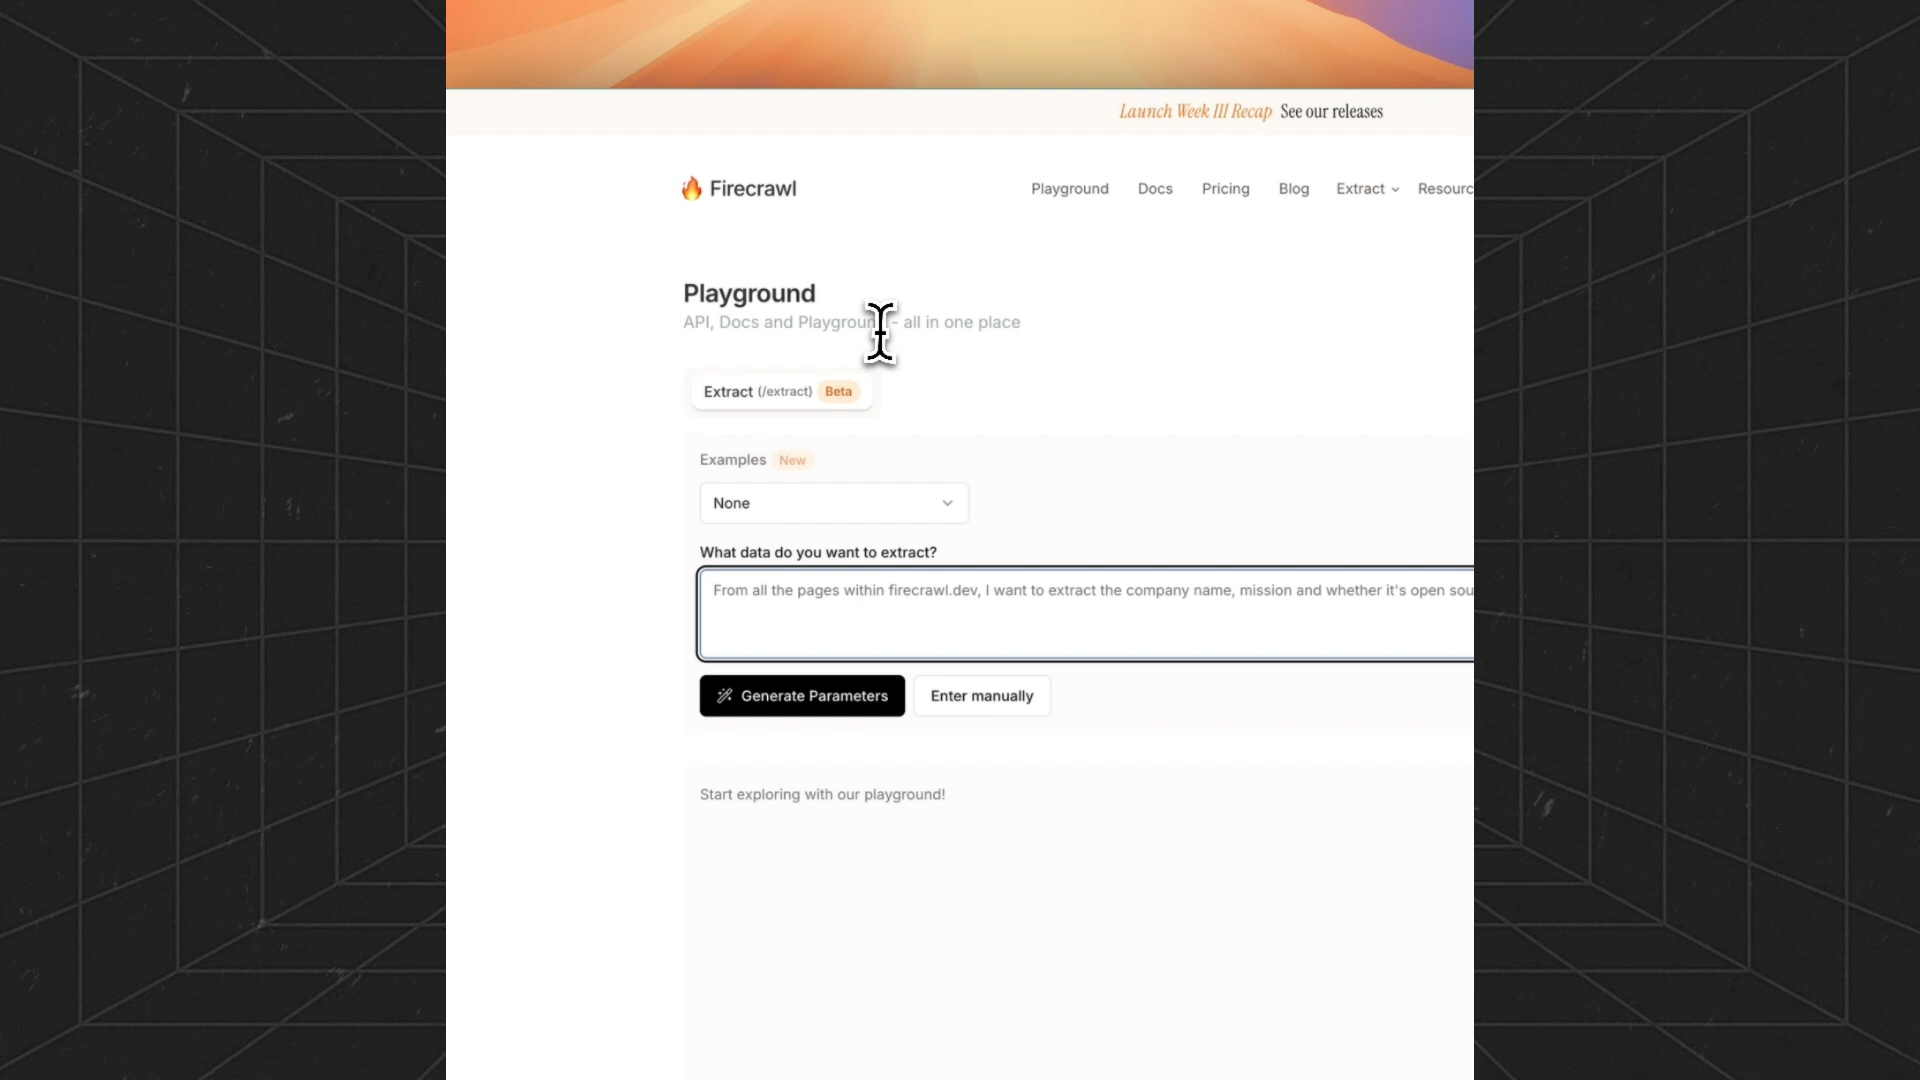 Launch Week III Recap See our releases
Firecrawl
Playground Docs Pricing Blog Extract Resourc
Playground
API, Docs and Playground - all in one place
Extract (/extract) Beta
Examples New
None
What data do you want to extract?
From all the pages within firecrawl.dev, I want to extract the company name, mission and whether it's open sou
Generate Parameters Enter manually
Start exploring with our playground!